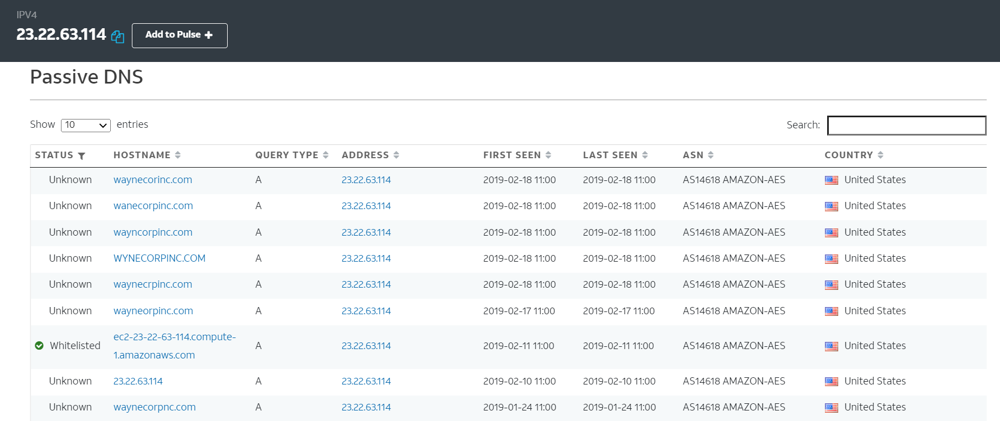 IPV4
23.22.63.114 Add to Pulse +
Passive DNS
Show 10 entries Search:
STATUS HOSTNAME QUERY TYPE ADDRESS FIRST SEEN LAST SEEN ASN COUNTRY
Unknown waynecorinc.com A 23.22.63.114 2019-02-18 11:00 2019-02-18 11:00 AS14618 AMAZON-AES United States
Unknown wanecorpinc.com A 23.22.63.114 2019-02-18 11:00 2019-02-18 11:00 AS14618 AMAZON-AES United States
Unknown wayncorpinc.com A 23.22.63.114 2019-02-18 11:00 2019-02-18 11:00 AS14618 AMAZON-AES United States
Unknown WYNECORPINC.COM A 23.22.63.114 2019-02-18 11:00 2019-02-18 11:00 AS14618 AMAZON-AES United States
Unknown waynecrpinc.com A 23.22.63.114 2019-02-18 11:00 2019-02-18 11:00 AS14618 AMAZON-AES United States
Unknown wayneorpinc.com A 23.22.63.114 2019-02-17 11:00 2019-02-17 11:00 AS14618 AMAZON-AES United States
ec2-23-22-63-114.compute-
Whitelisted A 23.22.63.114 2019-02-11 11:00 2019-02-11 11:00 AS14618 AMAZON-AES United States
1.amazonaws.com
Unknown 23.22.63.114 A 23.22.63.114 2019-02-10 11:00 2019-02-10 11:00 AS14618 AMAZON-AES United States
Unknown waynecorpnc.com A 23.22.63.114 2019-01-24 11:00 2019-01-24 11:00 AS14618 AMAZON-AES United States